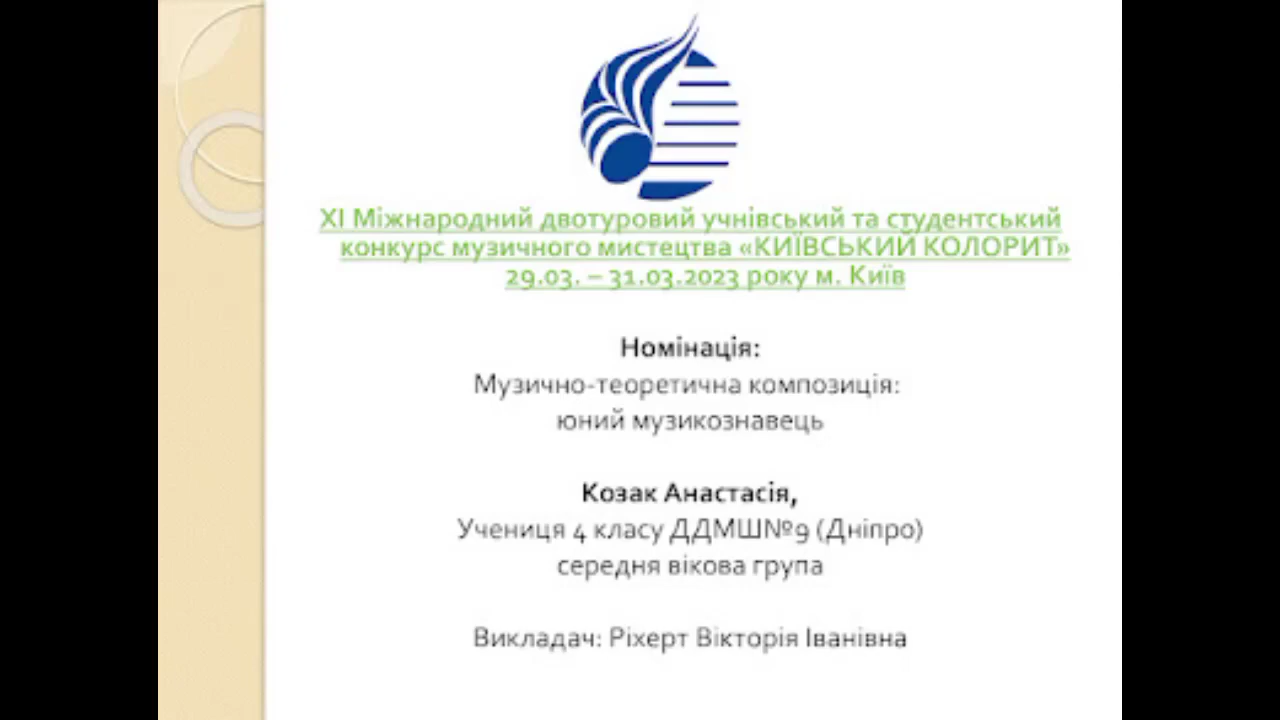 XI Міжнародний двотуровий учнівський та студентський
конкурс музичного мистецтва «КИЇВСЬКИЙ КОЛОРИТ»
29.03. – 31.03.2023 року м. Київ
Номінація:
Музично-теоретична композиція:
юний музикознавець
Козак Анастасія,
Учениця 4 класу ДДМШ№9 (Дніпро)
середня вікова група
Викладач: Ріхерт Вікторія Іванівна